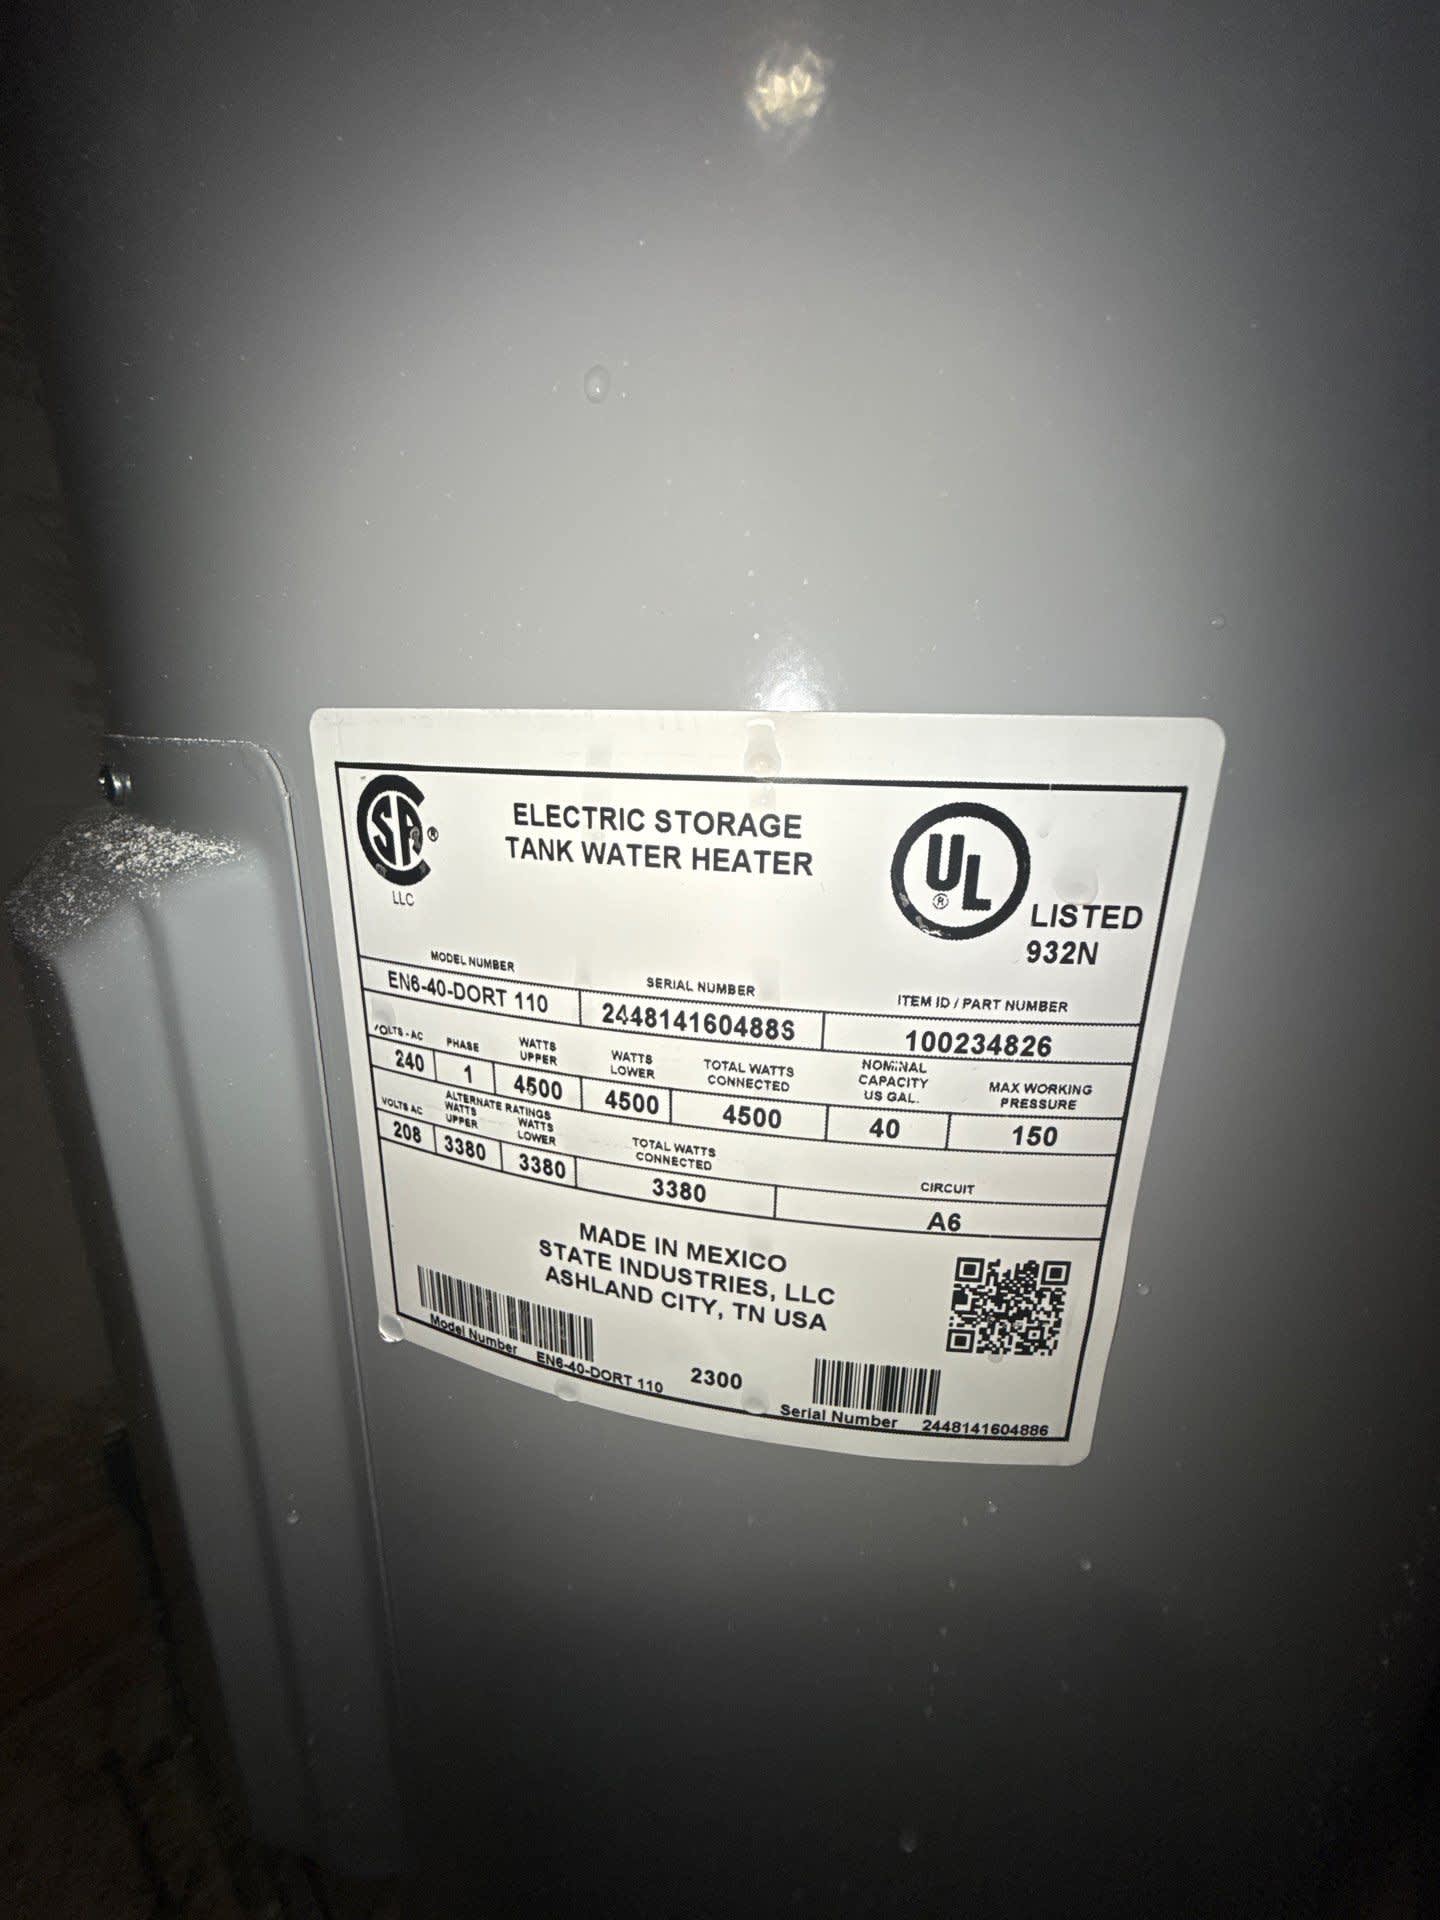 SA ®
LLC
ELECTRIC STORAGE
TANK WATER HEATER
UL ®
LISTED
932N
MODEL NUMBER
SERIAL NUMBER
ITEM ID / PART NUMBER
EN6-40-DORT 110
100234826
VOLTS - AC
PHASE
WATTS UPPER
WATTS LOWER
TOTAL WATTS CONNECTED
NOMINAL CAPACITY US GAL.
MAX WORKING PRESSURE
240
1
4500
4500
4500
40
150
ALTERNATE RATINGS
VOLTS AC
WATTS UPPER
WATTS LOWER
TOTAL WATTS CONNECTED
CIRCUIT
208
3380
3380
3380
A6
MADE IN MEXICO
STATE INDUSTRIES, LLC
ASHLAND CITY, TN USA
Model Number EN6-40-DORT 110
2300
Serial Number 2448141604886